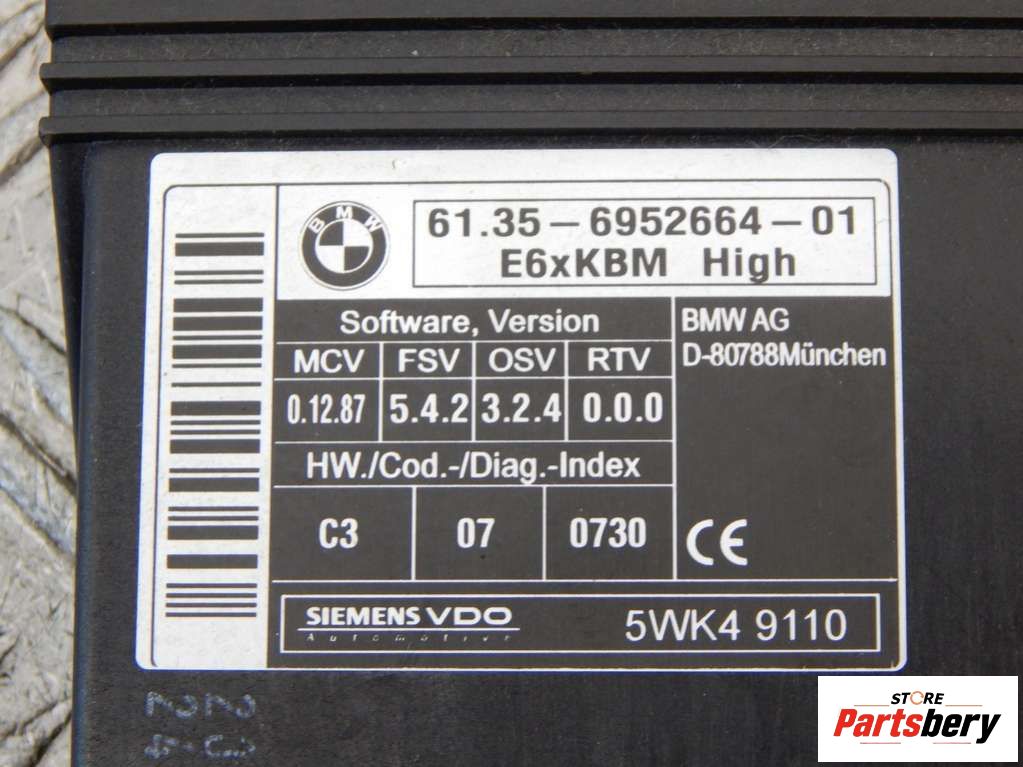 BMW
61.35-6952664-01
E6xKBM High
Software, Version
MCV FSV OSV RTV
0.12.87 5.4.2 3.2.4 0.0.0
HW./Cod.-/Diag.-Index
C3 07 0730
BMW AG
D-80788München
CE
SIEMENS VDO
Automotive
5WK4 9110
STORE
Partsbery